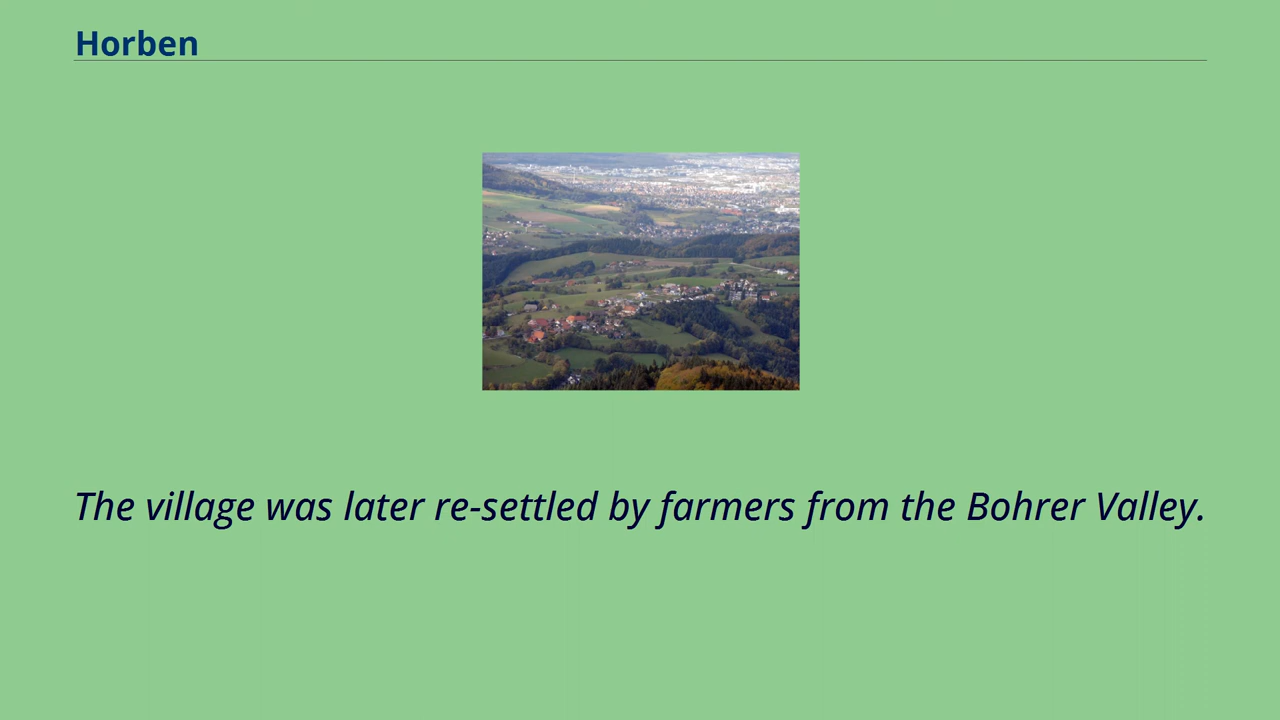 Horben
The village was later re-settled by farmers from the Bohrer Valley.